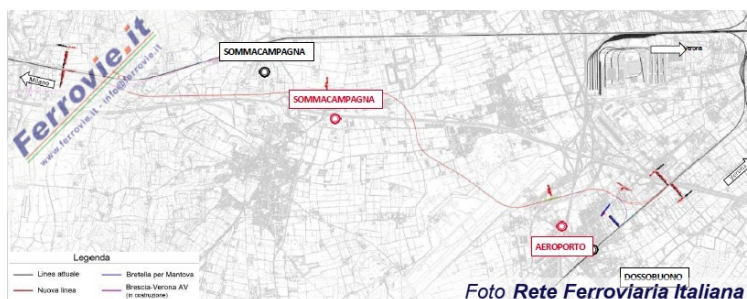 SOMMACAMPAGNA
Milano
SOMMACAMPAGNA
Ferrovie.it
www.ferrovie.it - info@ferrovie.it
AEROPORTO
DOSSOBUONO
Legenda
Linea attuale
Bretella per Mantova
Nuova linea
Brescia-Verona AV
(in costruzione)
Foto Rete Ferroviaria Italiana